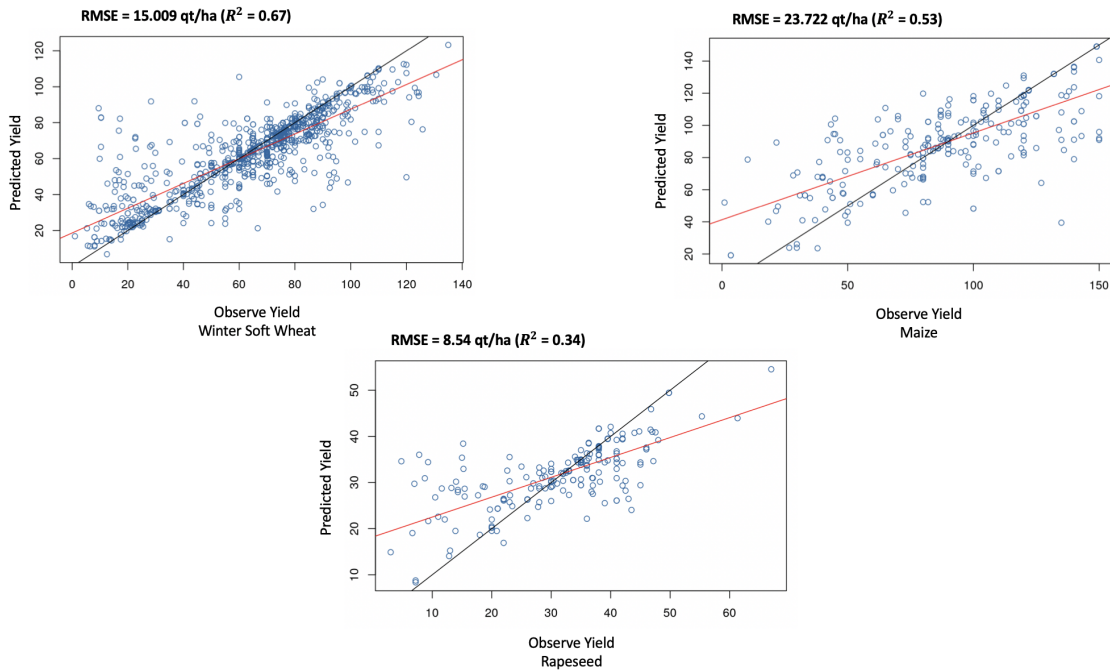 RMSE = 15.009 qt/ha (R² = 0.67)
120
100
80
60
40
20
Predicted Yield
0 20 40 60 80 100 120 140
Observe Yield
Winter Soft Wheat
RMSE = 23.722 qt/ha (R² = 0.53)
140
120
100
80
60
40
20
Predicted Yield
0 50 100 150
Observe Yield
Maize
RMSE = 8.54 qt/ha (R² = 0.34)
50
40
30
20
10
Predicted Yield
10 20 30 40 50 60
Observe Yield
Rapeseed